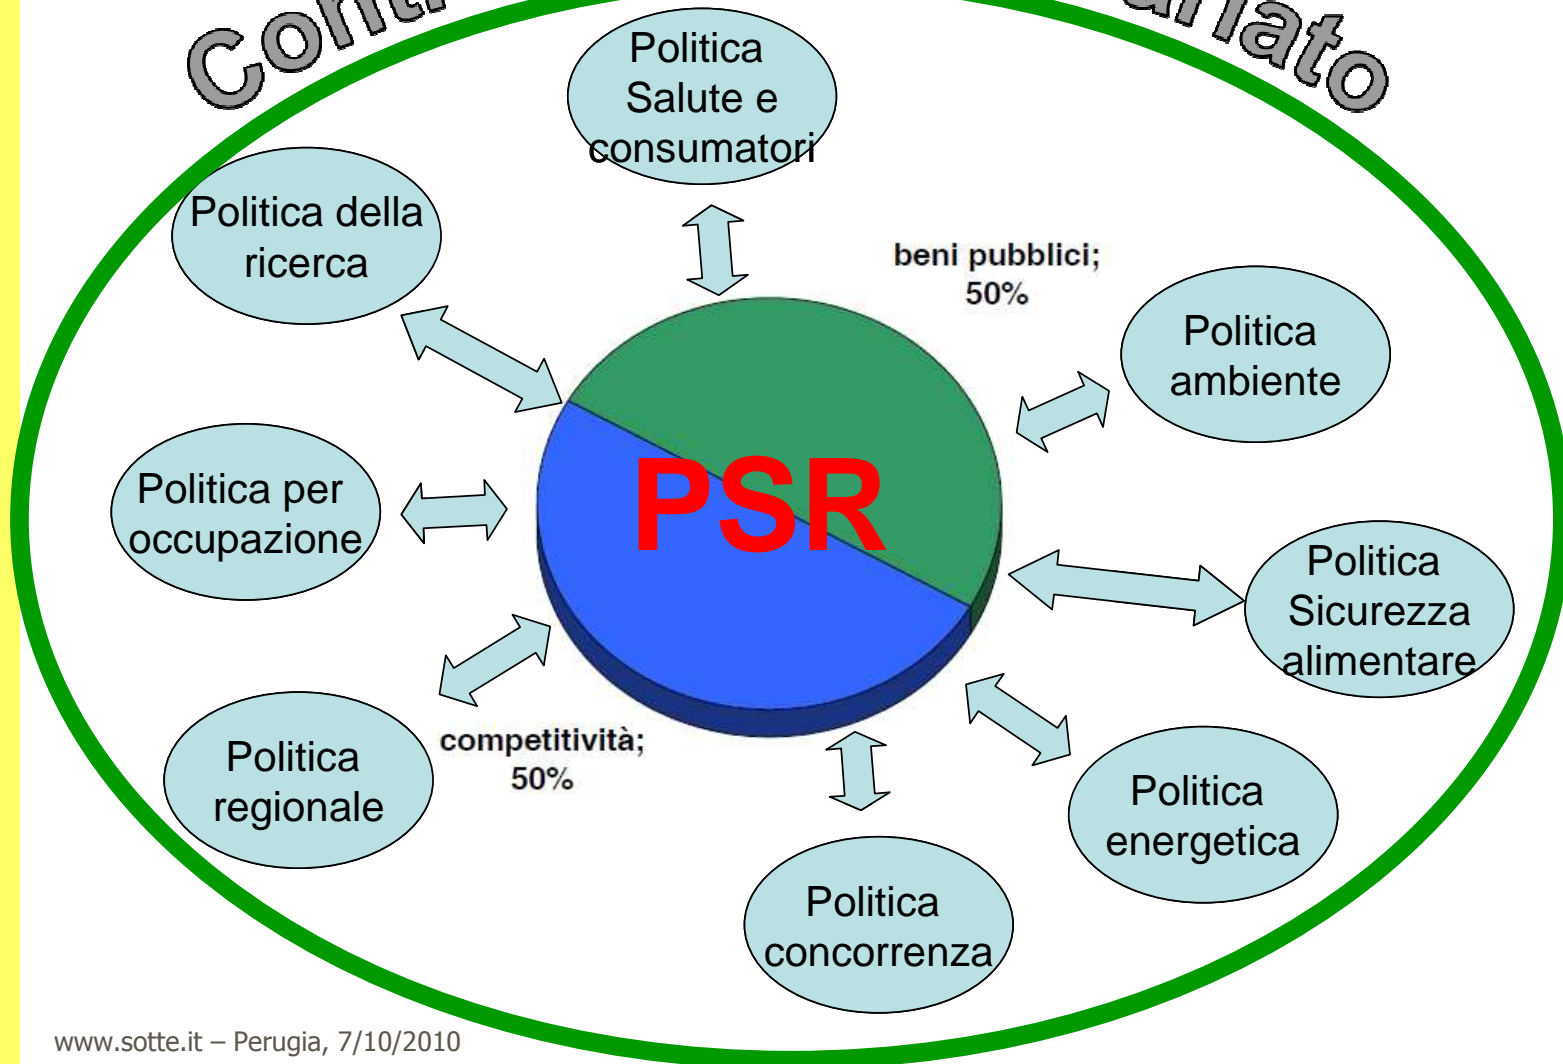 Politica
Salute e
consumatori
Politica della
ricerca
beni pubblici;
50%
Politica
ambiente
PSR
Politica per
occupazione
Politica
Sicurezza
alimentare
competitività;
50%
Politica
regionale
Politica
energetica
Politica
concorrenza
www.sotte.it – Perugia, 7/10/2010